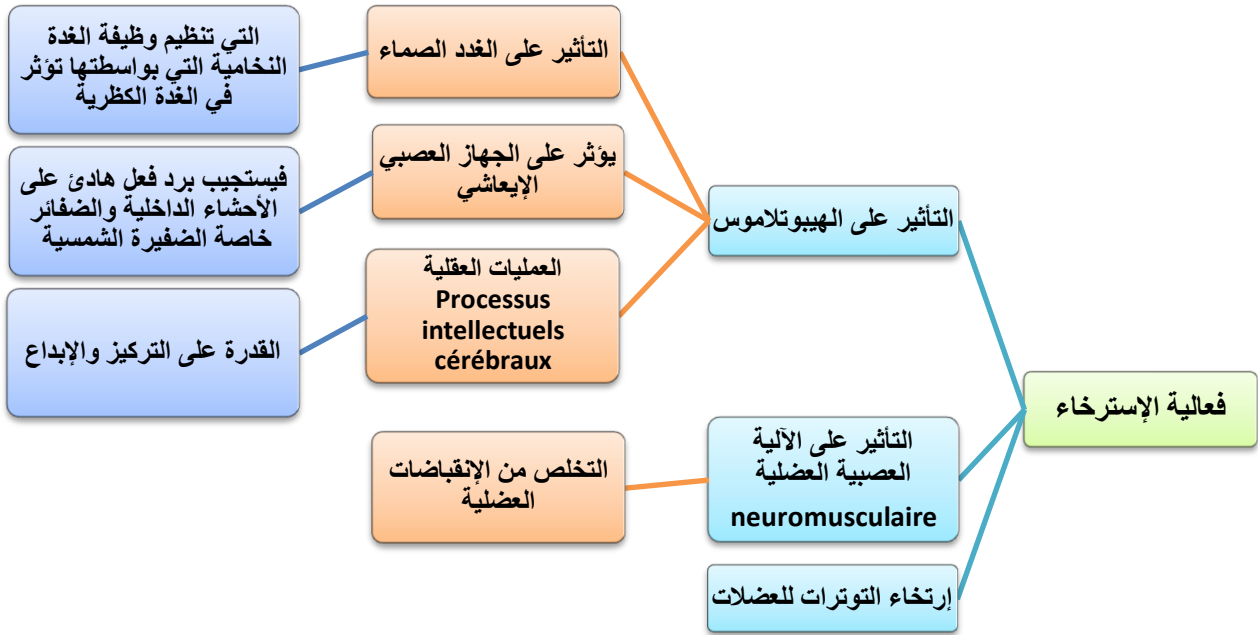 فعالية الإسترخاء
التأثير على الهيبوتلاموس
التأثير على الغدد الصماء
التي تنظيم وظيفة الغدة
النخامية التي بواسطتها تؤثر
في الغدة الكظرية
يؤثر على الجهاز العصبي
الإيعاشي
فيستجيب برد فعل هادئ على
الأحشاء الداخلية والضفائر
خاصة الضفيرة الشمسية
العمليات العقلية
Processus
intellectuels
cérébraux
القدرة على التركيز والإبداع
التأثير على الآلية
العصبية العضلية
neuromusculaire
التخلص من الإنقباضات
العضلية
إرتخاء التوترات للعضلات